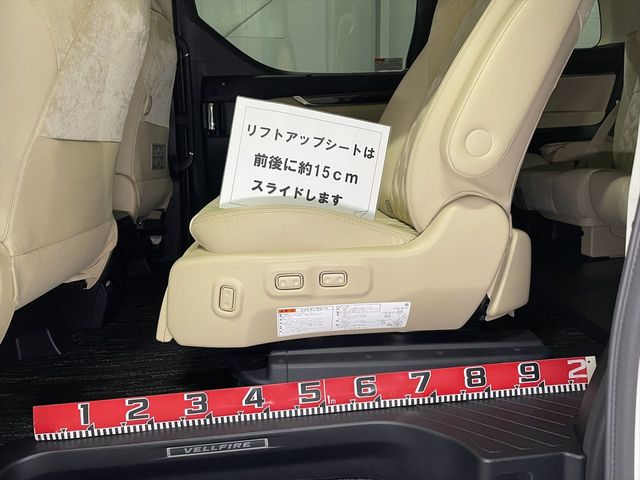 リフトアップシートは
前後に約15cm
スライドします
1 2 3 4 5 1m 6 7 8 9 2
VELLFIRE